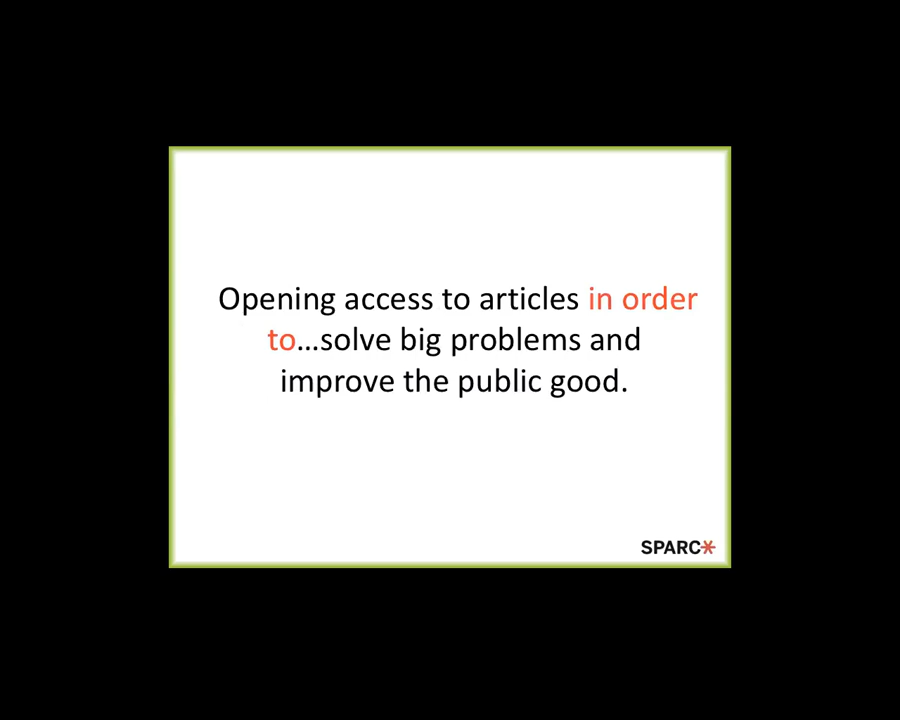 Opening access to articles in order
to…solve big problems and
improve the public good.
SPARC